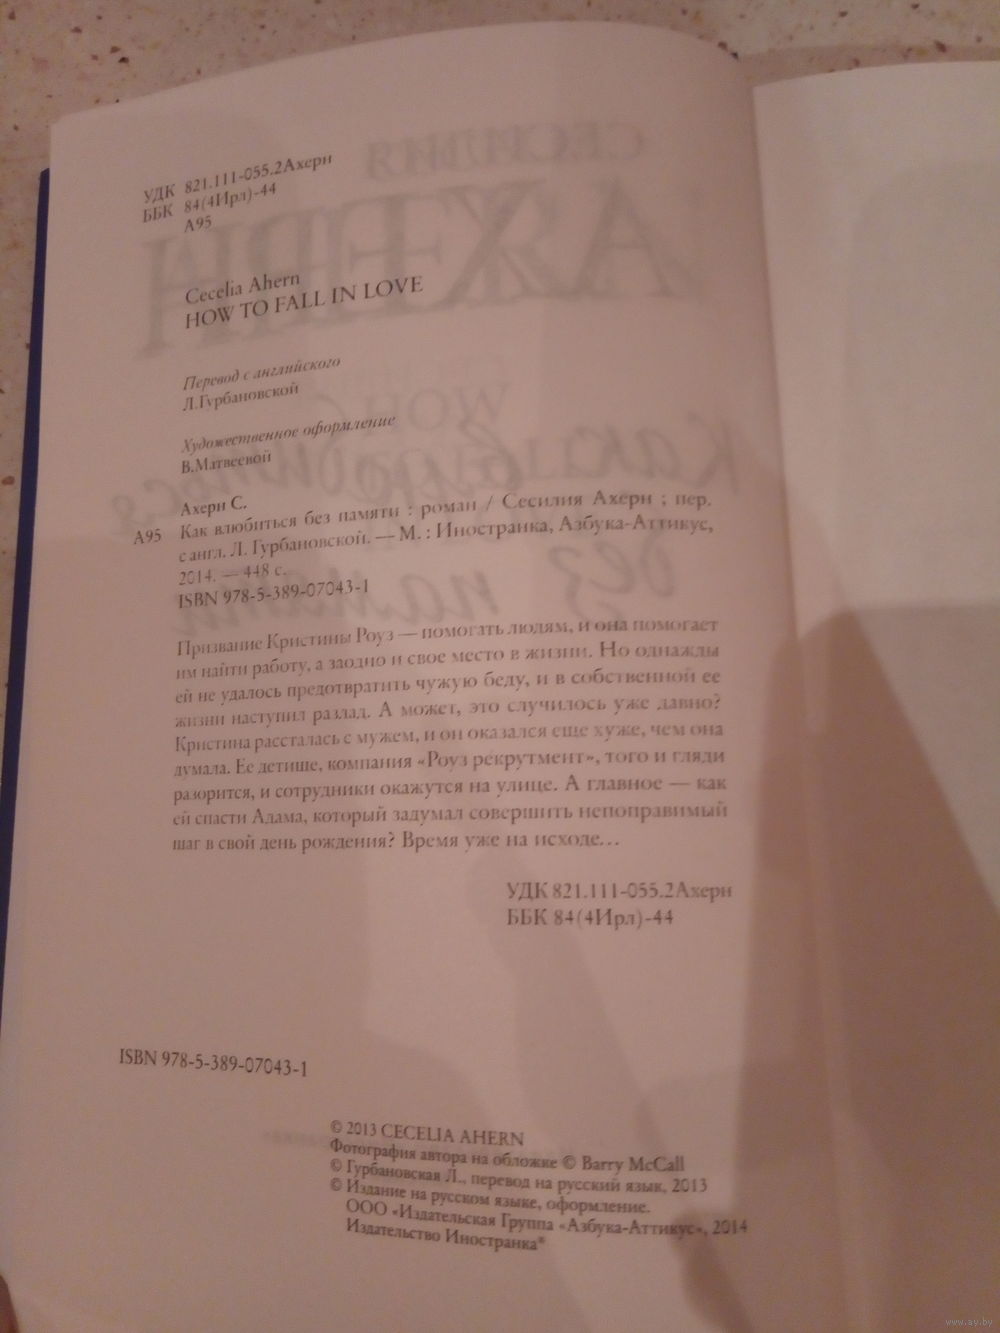 УДК 821.111-055.2Ахерн
ББК 84(4Ирл)-44
А95
Cecelia Ahern
HOW TO FALL IN LOVE
Перевод с английского
Л.Гурбановской
Художественное оформление
В.Матвеевой
Ахерн С.
А95 Как влюбиться без памяти : роман / Сесилия Ахерн ; пер.
с англ. Л. Гурбановской. — М. : Иностранка, Азбука-Аттикус,
2014. — 448 с.
ISBN 978-5-389-07043-1
Призвание Кристины Роуз — помогать людям, и она помогает
им найти работу, а заодно и свое место в жизни. Но однажды
ей не удалось предотвратить чужую беду, и в собственной ее
жизни наступил разлад. А может, это случилось уже давно?
Кристина рассталась с мужем, и он оказался еще хуже, чем она
думала. Ее детище, компания «Роуз рекрутмент», того и гляди
разорится, и сотрудники окажутся на улице. А главное — как
ей спасти Адама, который задумал совершить непоправимый
шаг в свой день рождения? Время уже на исходе...
УДК 821.111-055.2Ахерн
ББК 84(4Ирл)-44
ISBN 978-5-389-07043-1
© 2013 CECELIA AHERN
Фотография автора на обложке © Barry McCall
© Гурбановская Л., перевод на русский язык, 2013
© Издание на русском языке, оформление.
ООО «Издательская Группа «Азбука-Аттикус», 2014
Издательство Иностранка®
www.ay.by